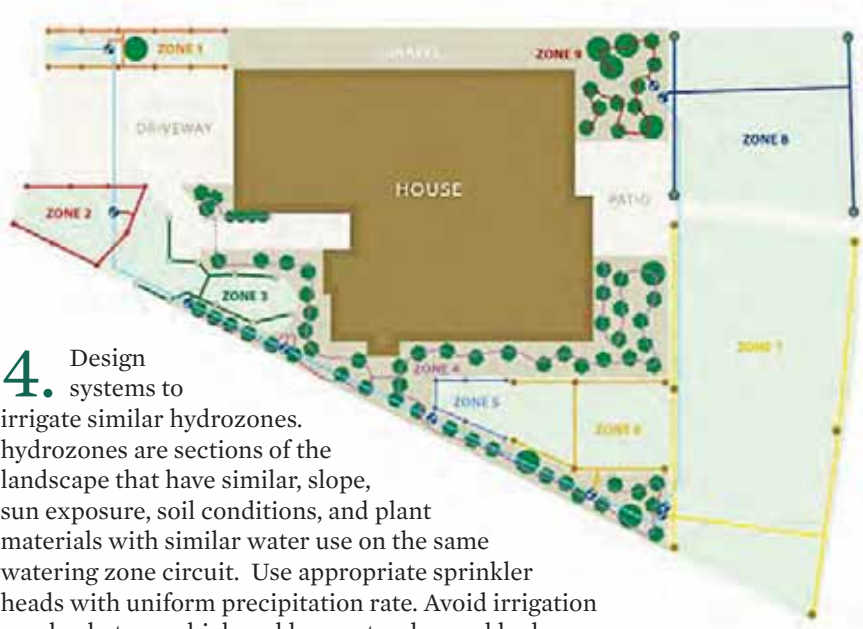 ZONE 1
GRAVEL
ZONE 9
DRIVEWAY
ZONE 8
HOUSE
ZONE 2
PATIO
ZONE 3
ZONE 7
ZONE 4
ZONE 5
ZONE 6
4. Design
systems to
irrigate similar hydrozones.
hydrozones are sections of the
landscape that have similar, slope,
sun exposure, soil conditions, and plant
materials with similar water use on the same
watering zone circuit. Use appropriate sprinkler
heads with uniform precipitation rate. Avoid irrigation